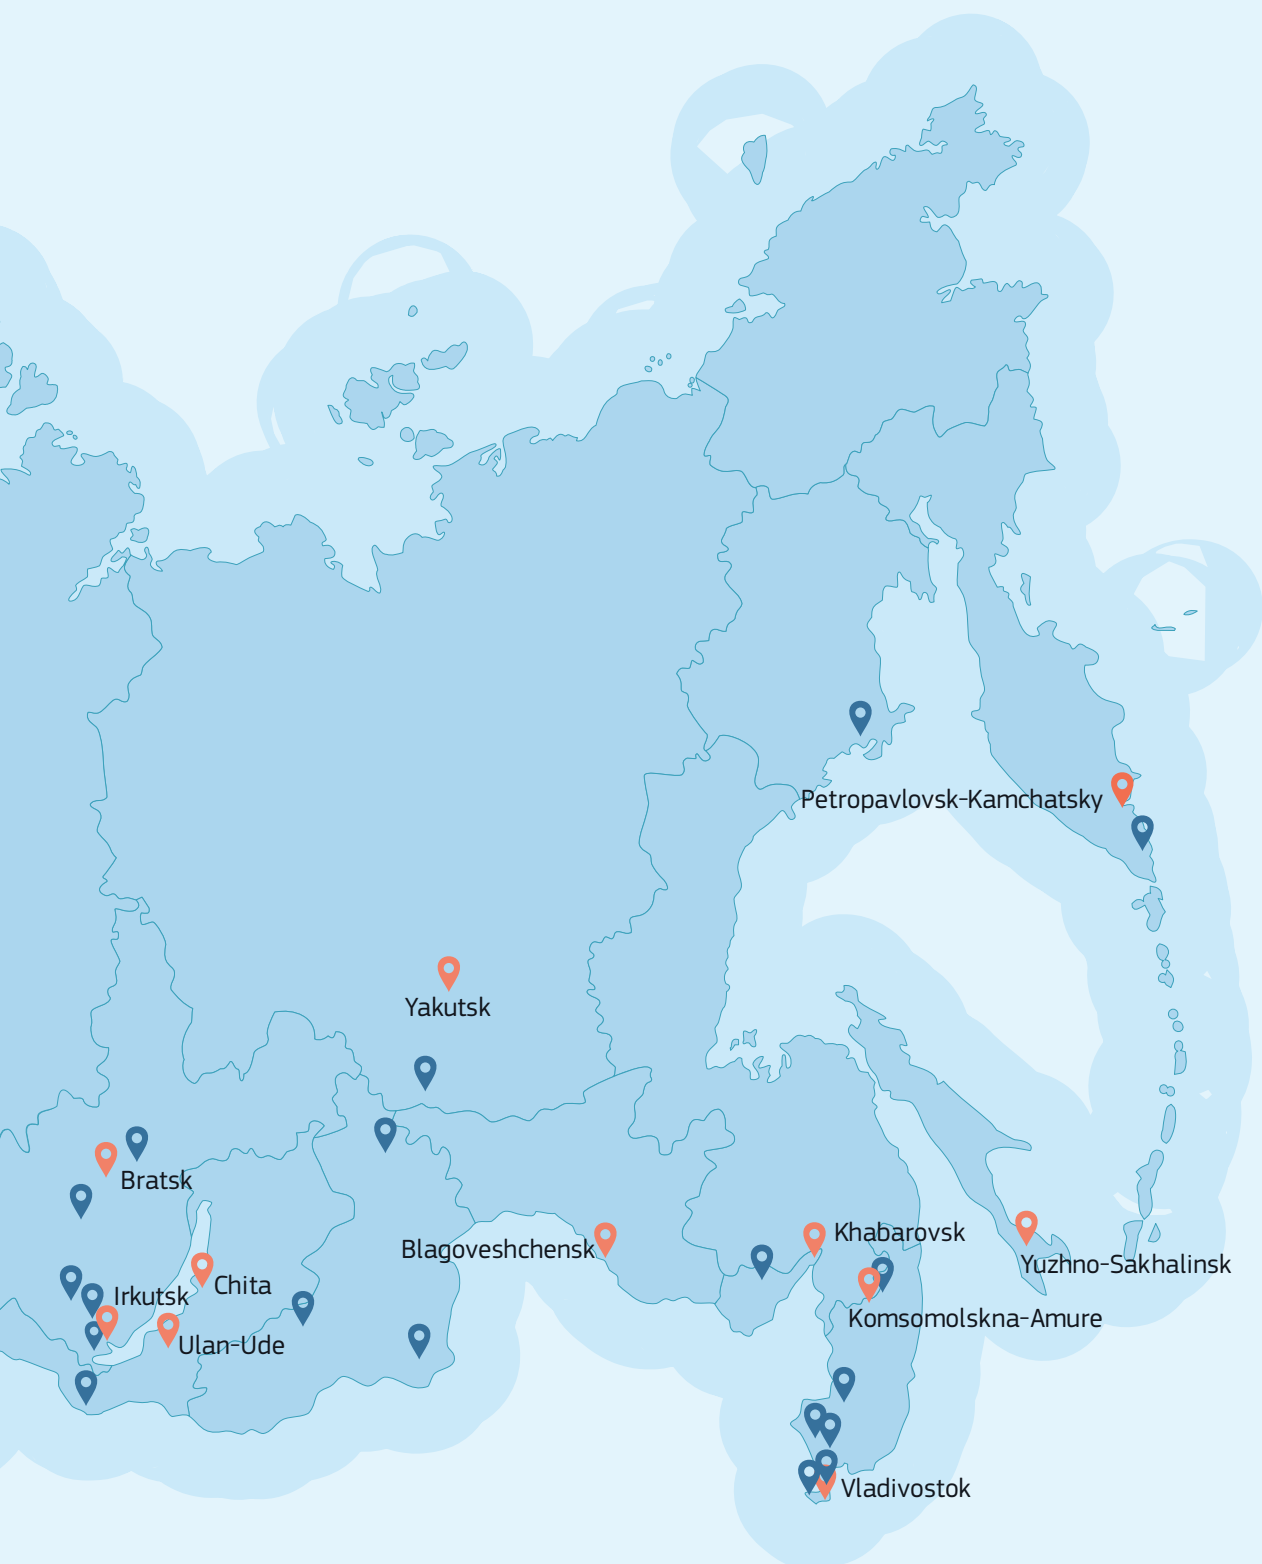 Petropavlovsk-Kamchatsky
Yakutsk
Bratsk
Khabarovsk
Blagoveshchensk
Yuzhno-Sakhalinsk
Chita
Irkutsk
Komsomolskna-Amure
Ulan-Ude
Vladivostok